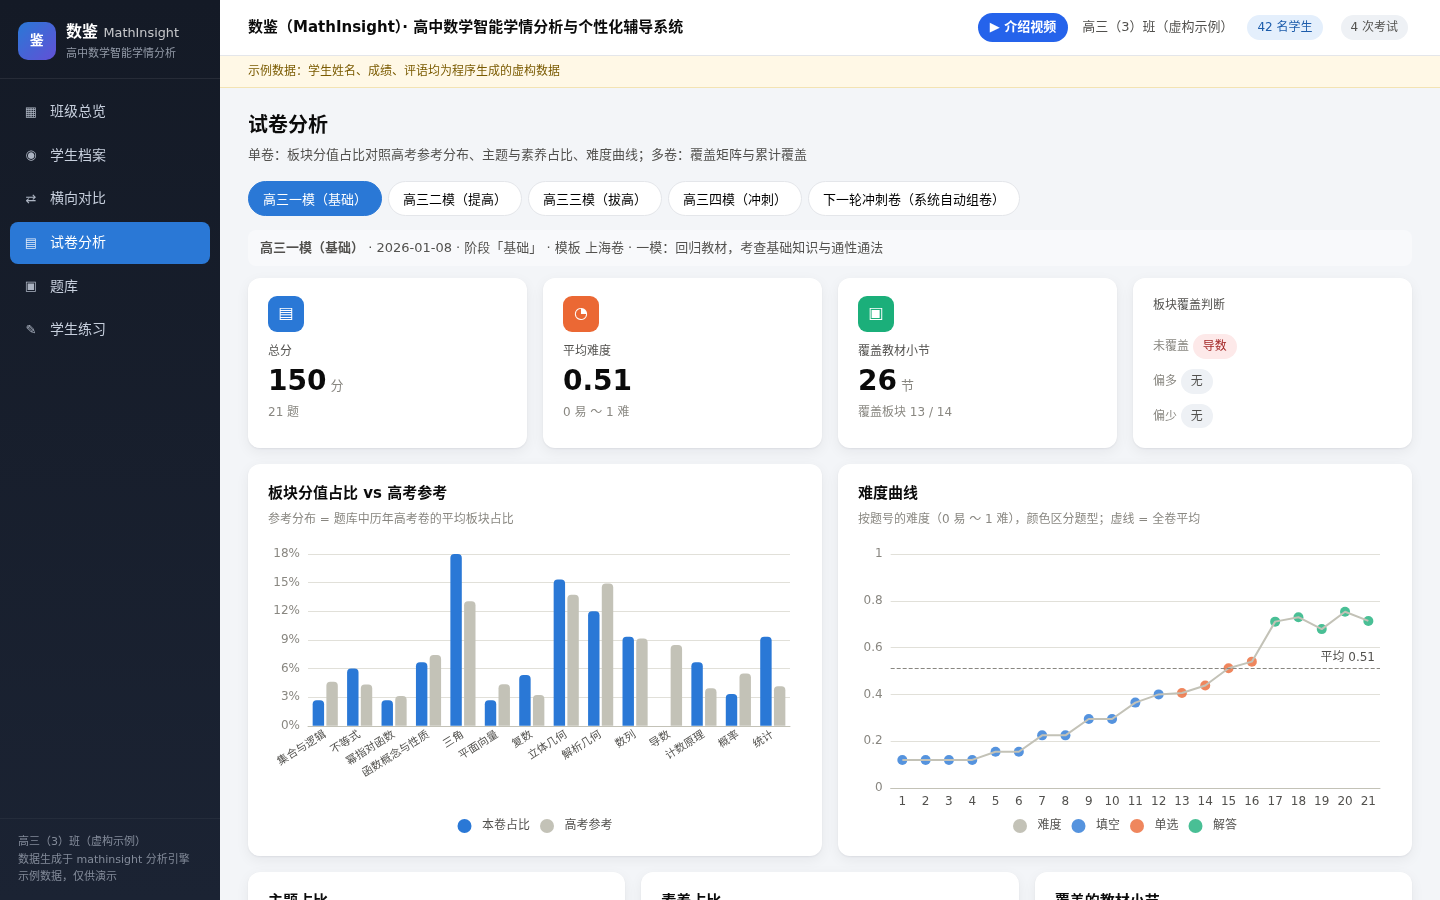 鉴
数鉴 MathInsight
高中数学智能学情分析
班级总览
学生档案
横向对比
试卷分析
题库
学生练习
高三（3）班（虚构示例）
数据生成于 mathinsight 分析引擎
示例数据，仅供演示
数鉴（MathInsight）· 高中数学智能学情分析与个性化辅导系统
▶ 介绍视频
高三（3）班（虚构示例）
42 名学生
4 次考试
示例数据：学生姓名、成绩、评语均为程序生成的虚构数据
试卷分析
单卷：板块分值占比对照高考参考分布、主题与素养占比、难度曲线；多卷：覆盖矩阵与累计覆盖
高三一模（基础）
高三二模（提高）
高三三模（拔高）
高三四模（冲刺）
下一轮冲刺卷（系统自动组卷）
高三一模（基础） · 2026-01-08 · 阶段「基础」 · 模板 上海卷 · 一模：回归教材，考查基础知识与通性通法
总分
150 分
21 题
平均难度
0.51
0 易 ～ 1 难
覆盖教材小节
26 节
覆盖板块 13 / 14
板块覆盖判断
未覆盖 导数
偏多 无
偏少 无
板块分值占比 vs 高考参考
参考分布 = 题库中历年高考卷的平均板块占比
18%
15%
12%
9%
6%
3%
0%
集合与逻辑
不等式
幂指对函数
函数概念与性质
三角
平面向量
复数
立体几何
解析几何
数列
导数
计数原理
概率
统计
本卷占比
高考参考
难度曲线
按题号的难度（0 易 ～ 1 难），颜色区分题型；虚线 = 全卷平均
1
0.8
0.6
0.4
0.2
0
平均 0.51
1 2 3 4 5 6 7 8 9 10 11 12 13 14 15 16 17 18 19 20 21
难度
填空
单选
解答
主题占比
素养占比
覆盖的教材小节